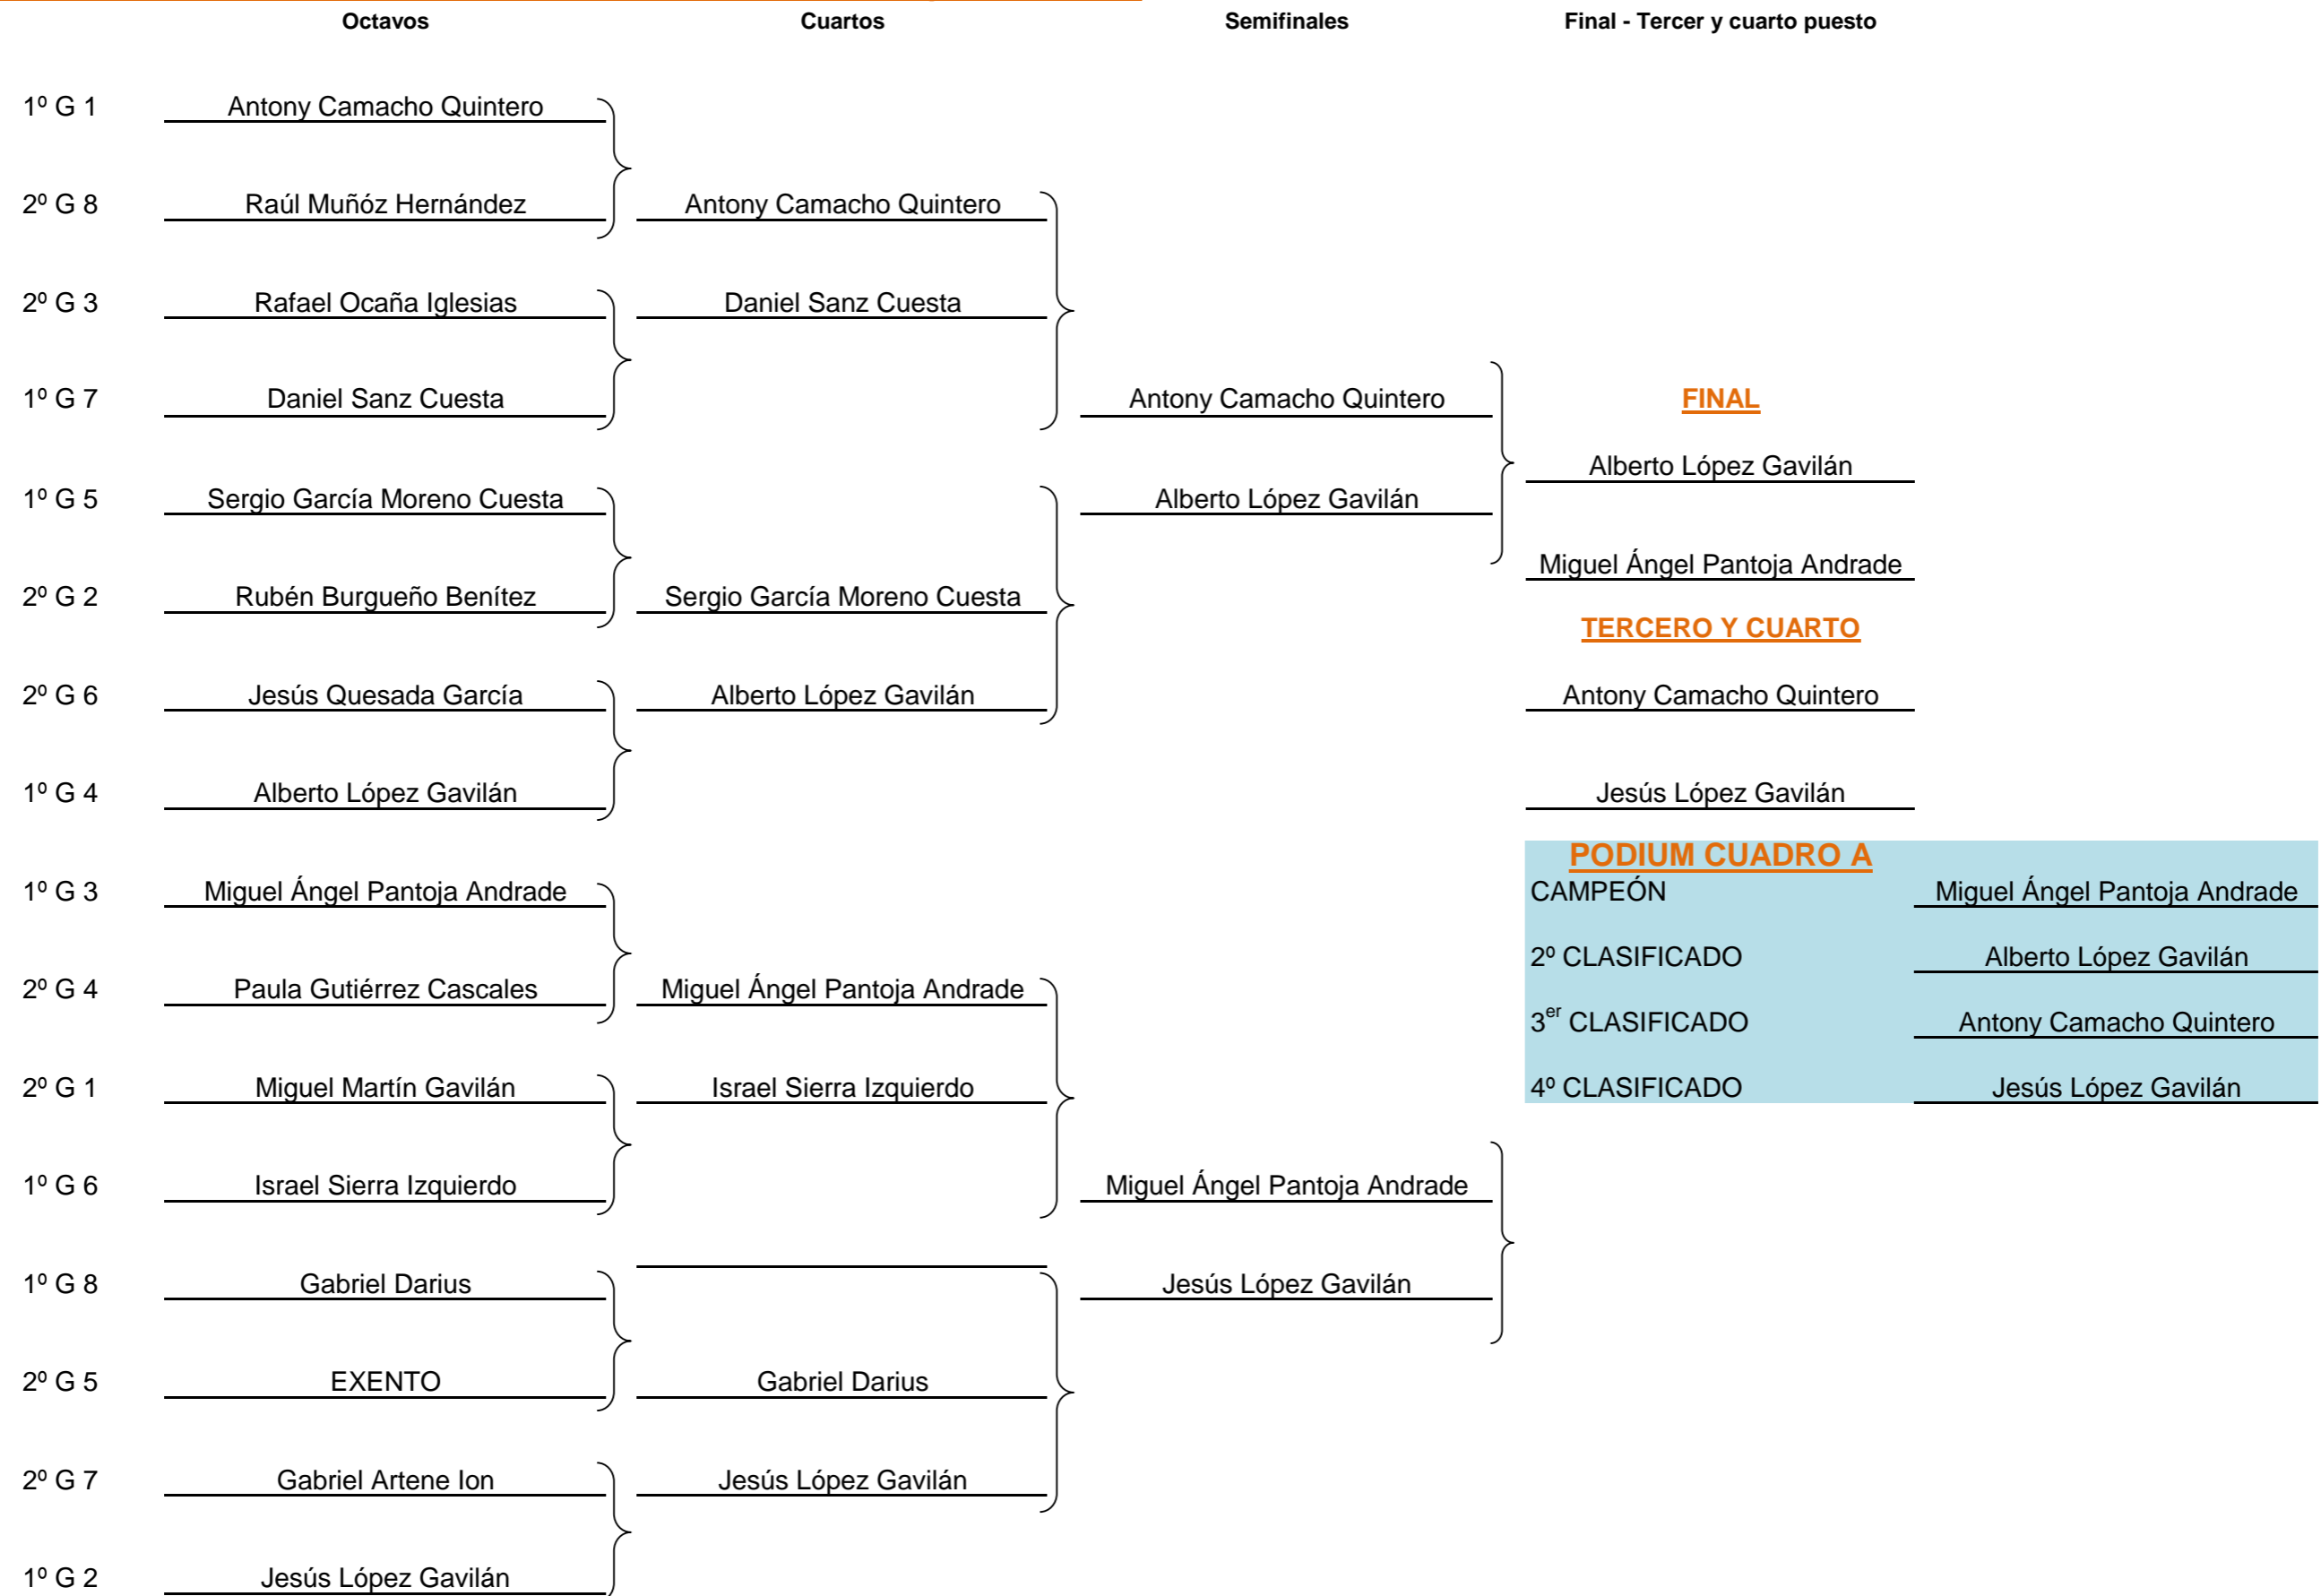 Octavos Cuartos Semifinales Final - Tercer y cuarto puesto
1º G 1 Antony Camacho Quintero
2º G 8 Raúl Muñóz Hernández Antony Camacho Quintero
2º G 3 Rafael Ocaña Iglesias Daniel Sanz Cuesta
1º G 7 Daniel Sanz Cuesta Antony Camacho Quintero FINAL
Alberto López Gavilán
1º G 5 Sergio García Moreno Cuesta Alberto López Gavilán
Miguel Ángel Pantoja Andrade
2º G 2 Rubén Burgueño Benítez Sergio García Moreno Cuesta
TERCERO Y CUARTO
2º G 6 Jesús Quesada García Alberto López Gavilán Antony Camacho Quintero
1º G 4 Alberto López Gavilán Jesús López Gavilán
PODIUM CUADRO A
1º G 3 Miguel Ángel Pantoja Andrade CAMPEÓN Miguel Ángel Pantoja Andrade
2º G 4 Paula Gutiérrez Cascales Miguel Ángel Pantoja Andrade 2º CLASIFICADO Alberto López Gavilán
3er CLASIFICADO Antony Camacho Quintero
2º G 1 Miguel Martín Gavilán Israel Sierra Izquierdo 4º CLASIFICADO Jesús López Gavilán
1º G 6 Israel Sierra Izquierdo Miguel Ángel Pantoja Andrade
1º G 8 Gabriel Darius Jesús López Gavilán
2º G 5 EXENTO Gabriel Darius
2º G 7 Gabriel Artene Ion Jesús López Gavilán
1º G 2 Jesús López Gavilán